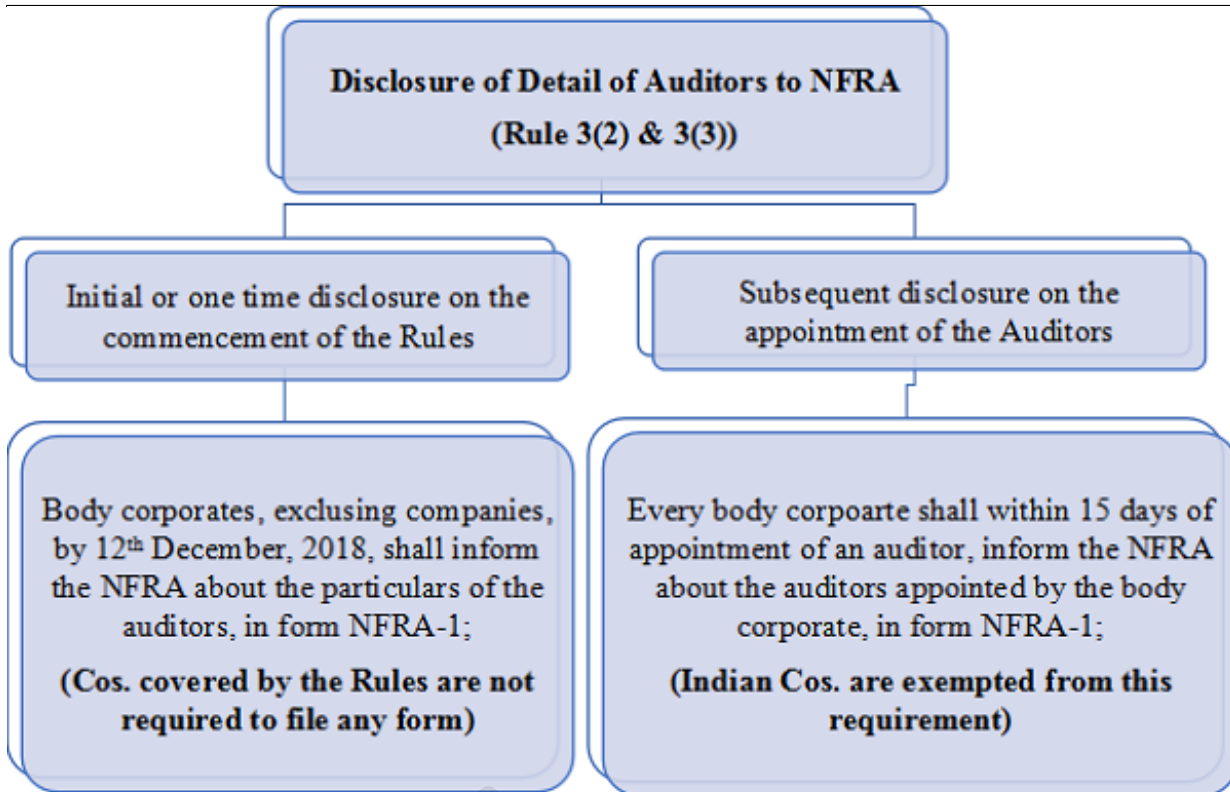 Disclosure of Detail of Auditors to NFRA
(Rule 3(2) & 3(3))
Initial or one time disclosure on the
commencement of the Rules
Subsequent disclosure on the
appointment of the Auditors
Body corporates, exclusing companies,
by 12th December, 2018, shall inform
the NFRA about the particulars of the
auditors, in form NFRA-1;
(Cos. covered by the Rules are not
required to file any form)
Every body corpoarte shall within 15 days of
appointment of an auditor, inform the NFRA
about the auditors appointed by the body
corporate, in form NFRA-1;
(Indian Cos. are exempted from this
requirement)